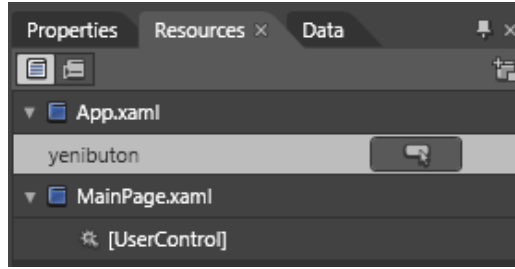 Properties Resources × Data
App.xaml
yenibuton
MainPage.xaml
[UserControl]